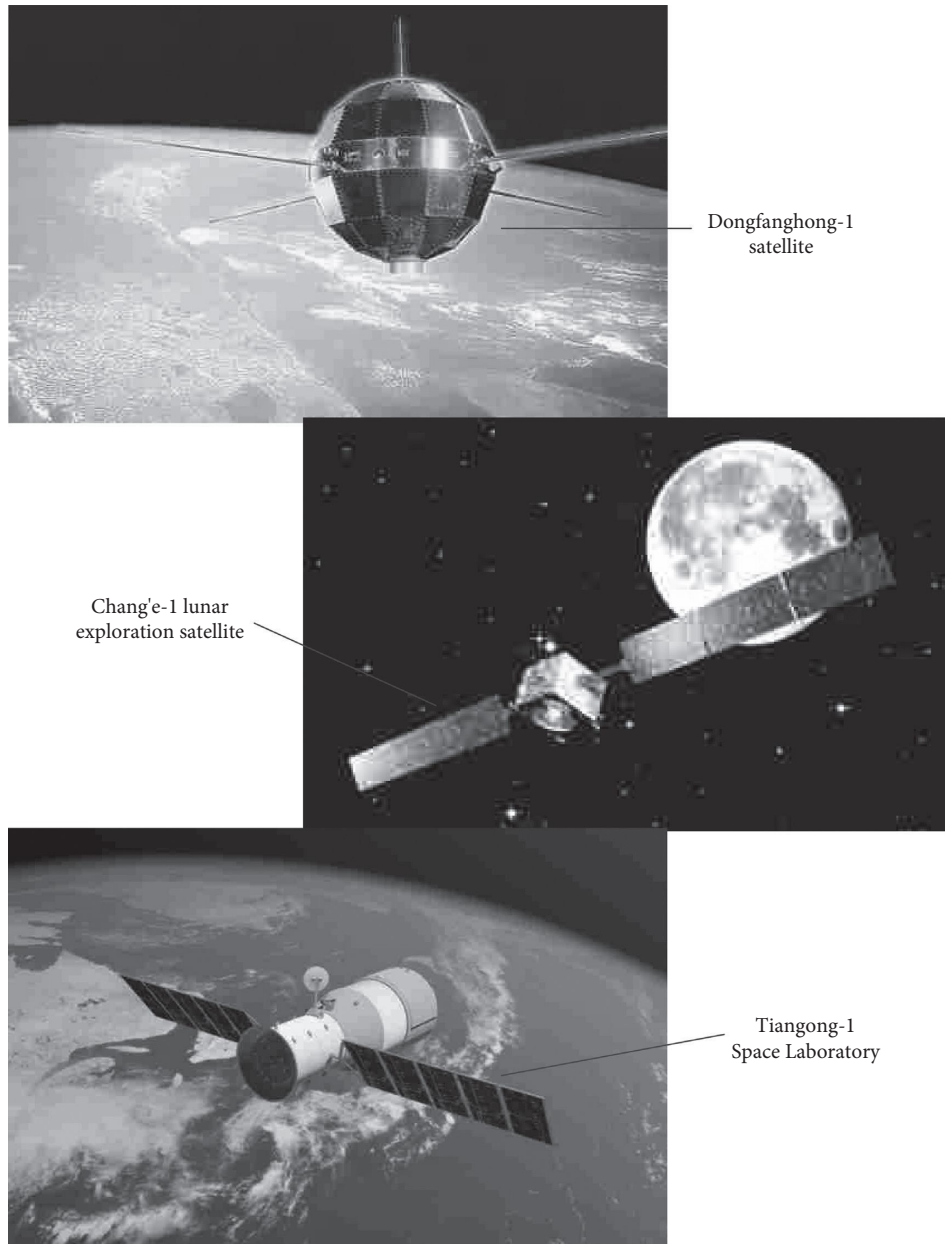 Dongfanghong-1
satellite
Chang'e-1 lunar
exploration satellite
Tiangong-1
Space Laboratory